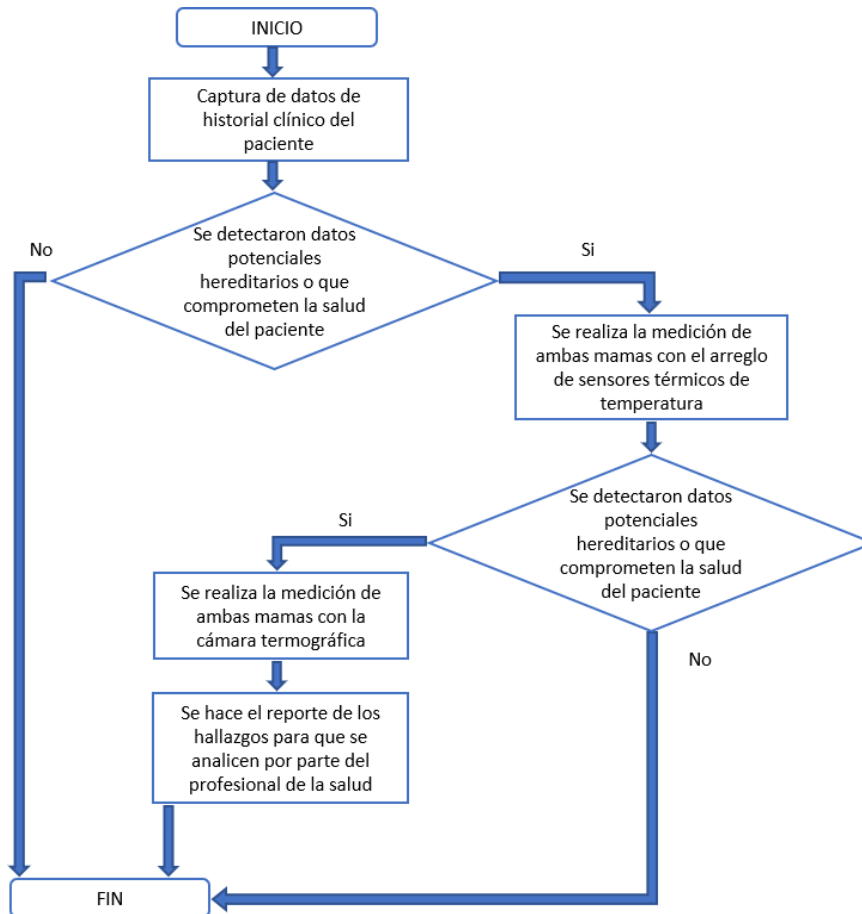 INICIO
Captura de datos de
historial clínico del
paciente
Se detectaron datos
potenciales
hereditarios o que
comprometen la salud
del paciente
No
Si
Se realiza la medición de
ambas mamas con el arreglo
de sensores térmicos de
temperatura
Se detectaron datos
potenciales
hereditarios o que
comprometen la salud
del paciente
Si
No
Se realiza la medición de
ambas mamas con la
cámara termográfica
Se hace el reporte de los
hallazgos para que se
analicen por parte del
profesional de la salud
FIN